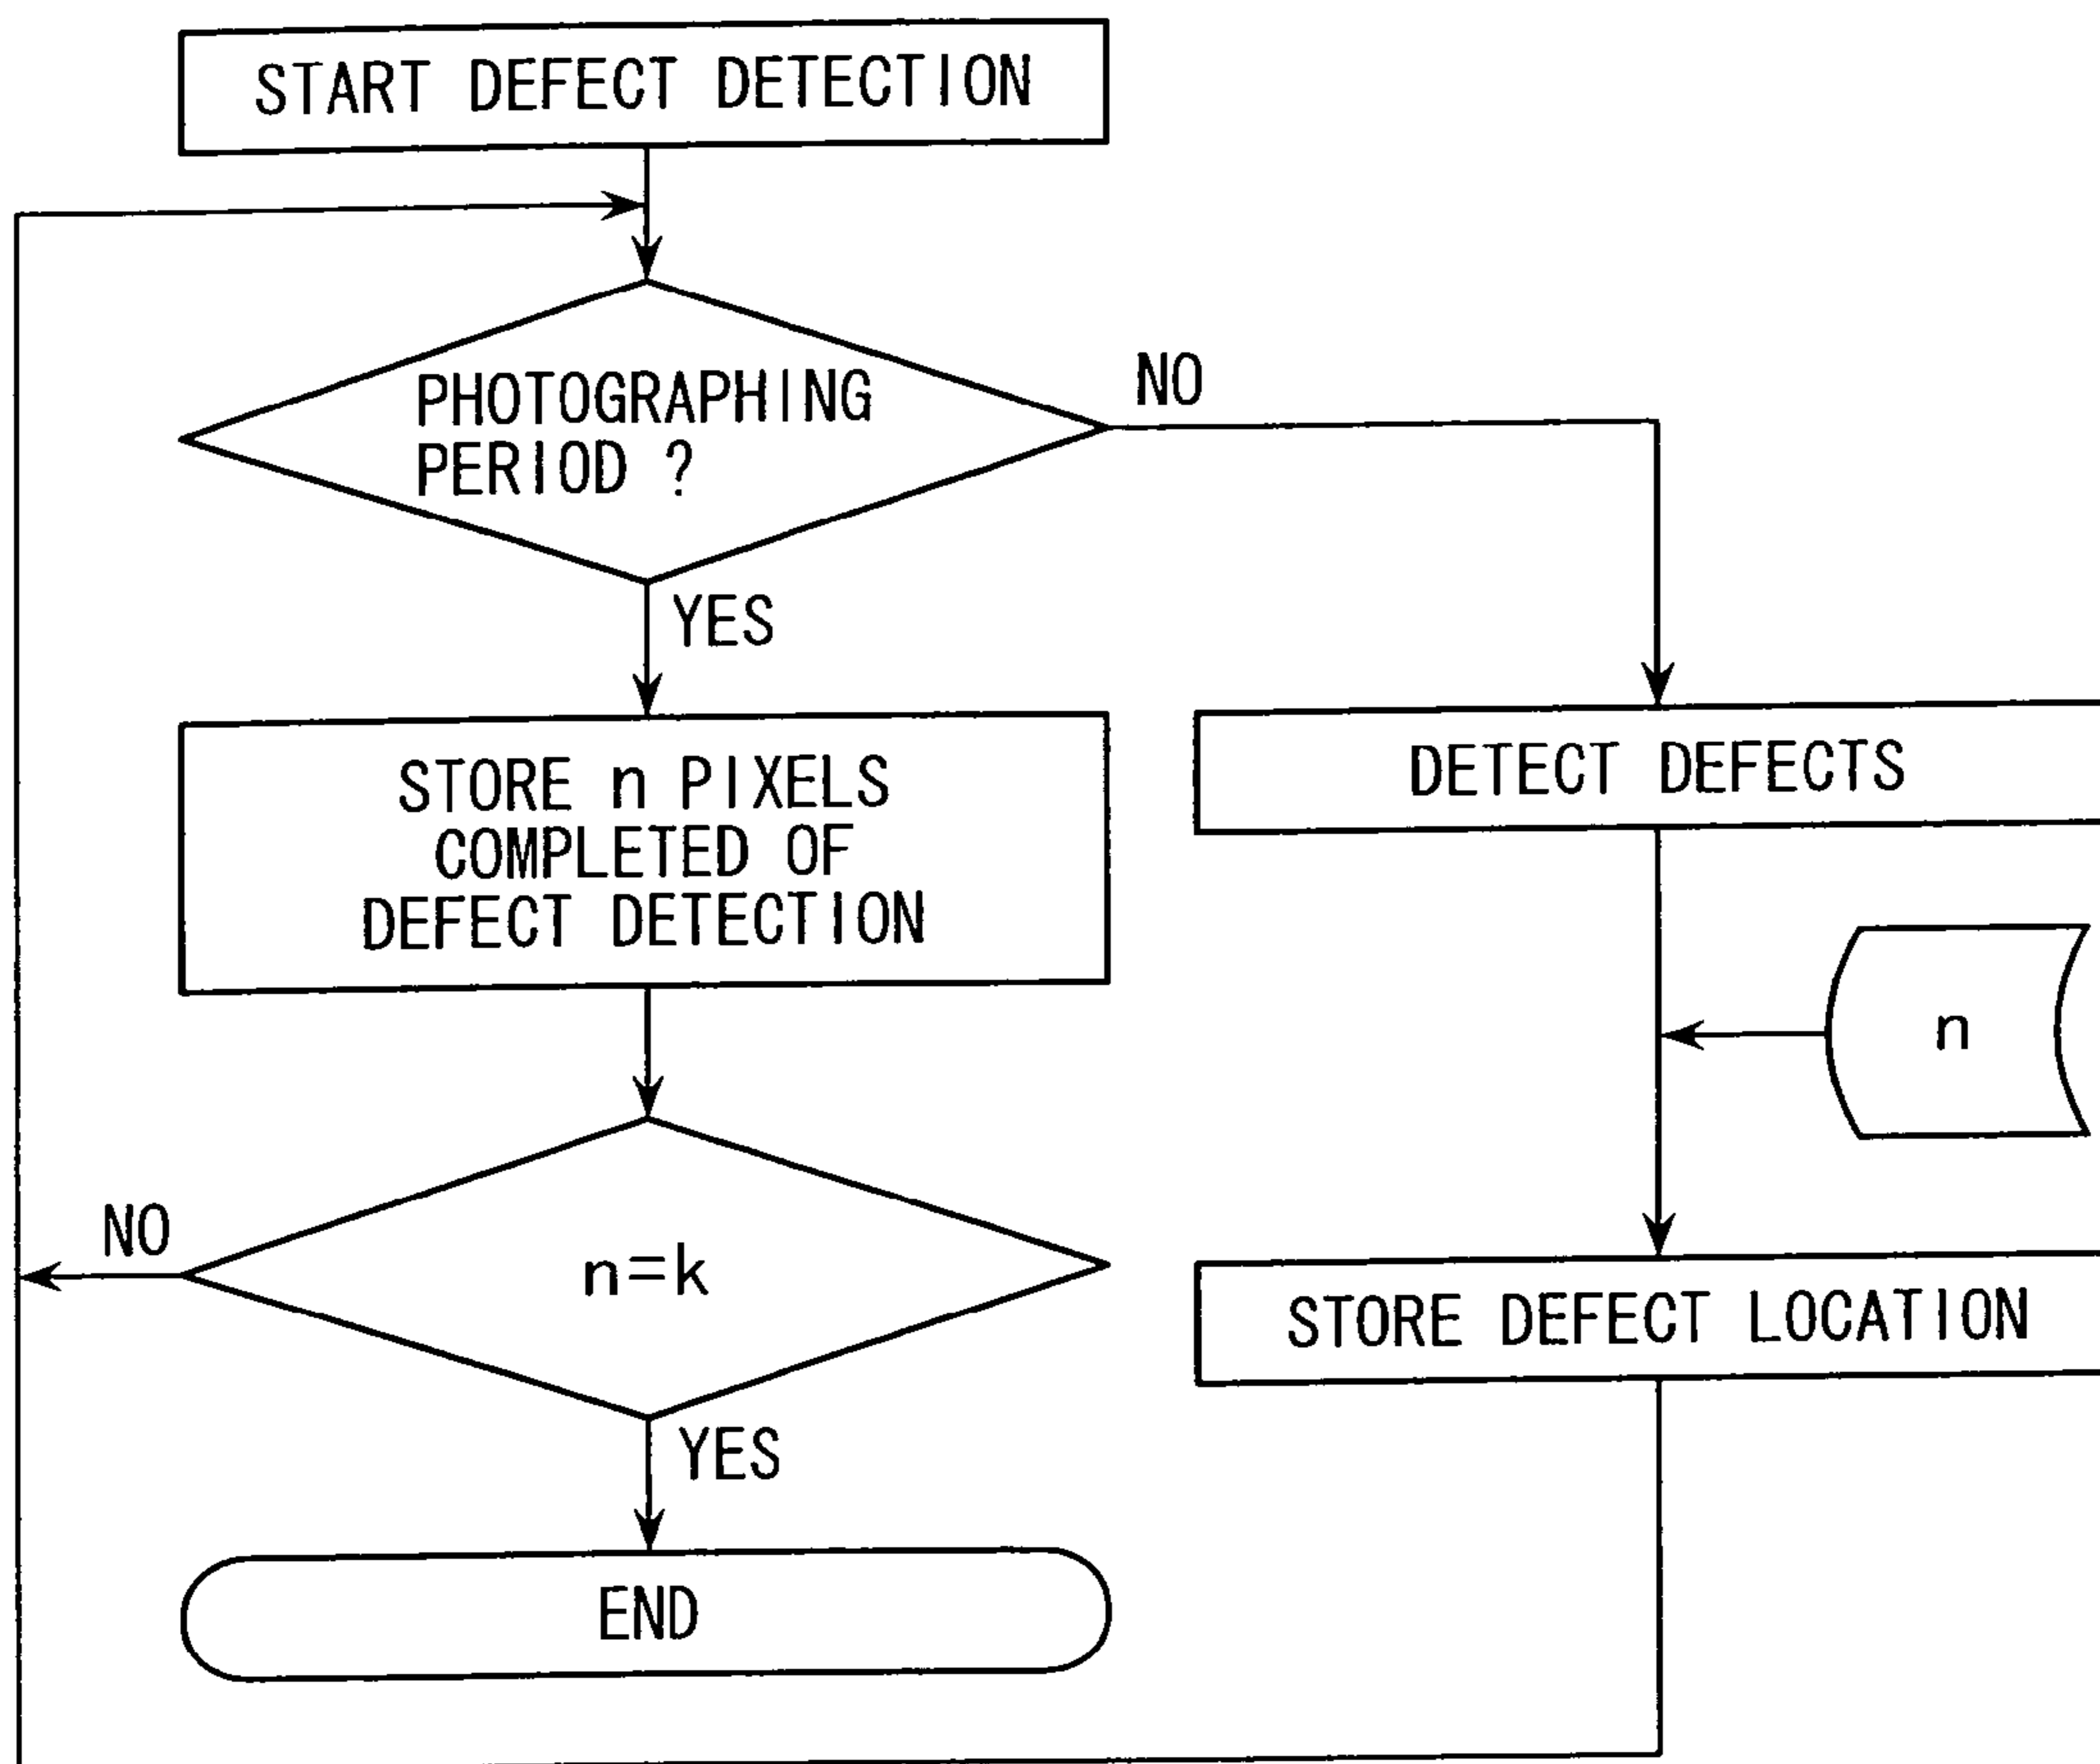 START DEFECT DETECTION
PHOTOGRAPHING
PERIOD ?
NO
YES
STORE n PIXELS
COMPLETED OF
DEFECT DETECTION
DETECT DEFECTS
n
NO
n=k
STORE DEFECT LOCATION
YES
END